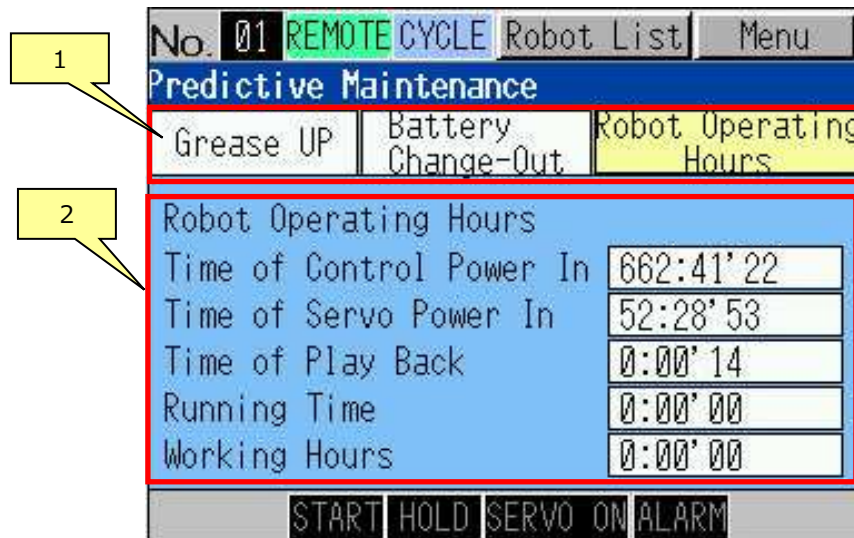 No. 01 REMOTE CYCLE Robot List Menu
Predictive Maintenance
1
Grease UP
Battery
Change-Out
Robot Operating
Hours
2
Robot Operating Hours
Time of Control Power In 662:41'22
Time of Servo Power In 52:28'53
Time of Play Back 0:00'14
Running Time 0:00'00
Working Hours 0:00'00
START HOLD SERVO ON ALARM